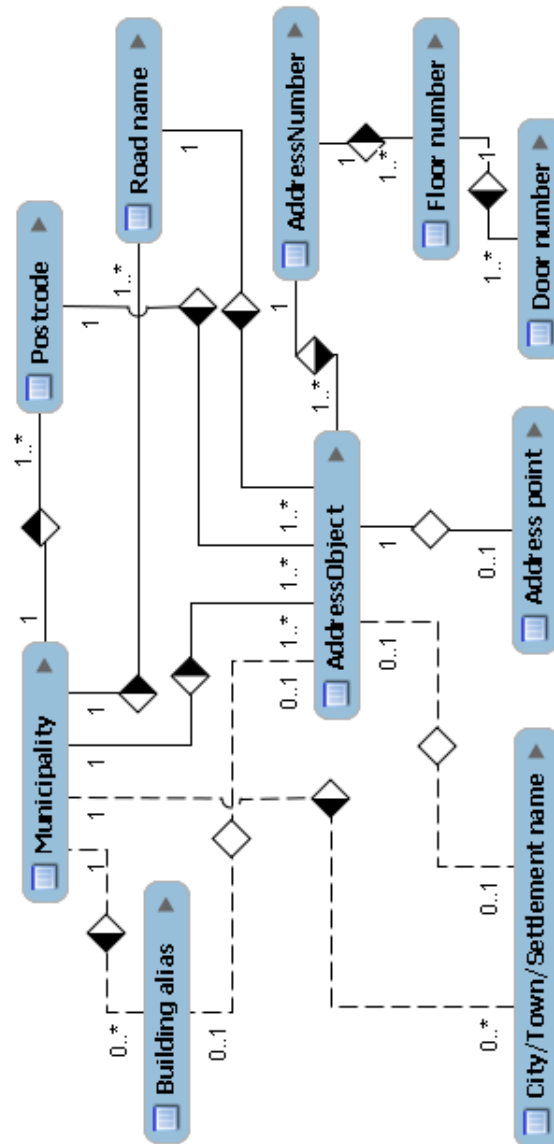 Municipality
1
1..*
Postcode
1
1
1
1
1
0..*
Building alias
1..*
Road name
1
0..1
0..1
1..*
1..*
1..*
AddressNumber
1
1..*
AddressObject
1
0..1
1
1..*
Floor number
0..*
0..1
0..1
1..*
1
City/Town/Settlement name
Address point
Door number